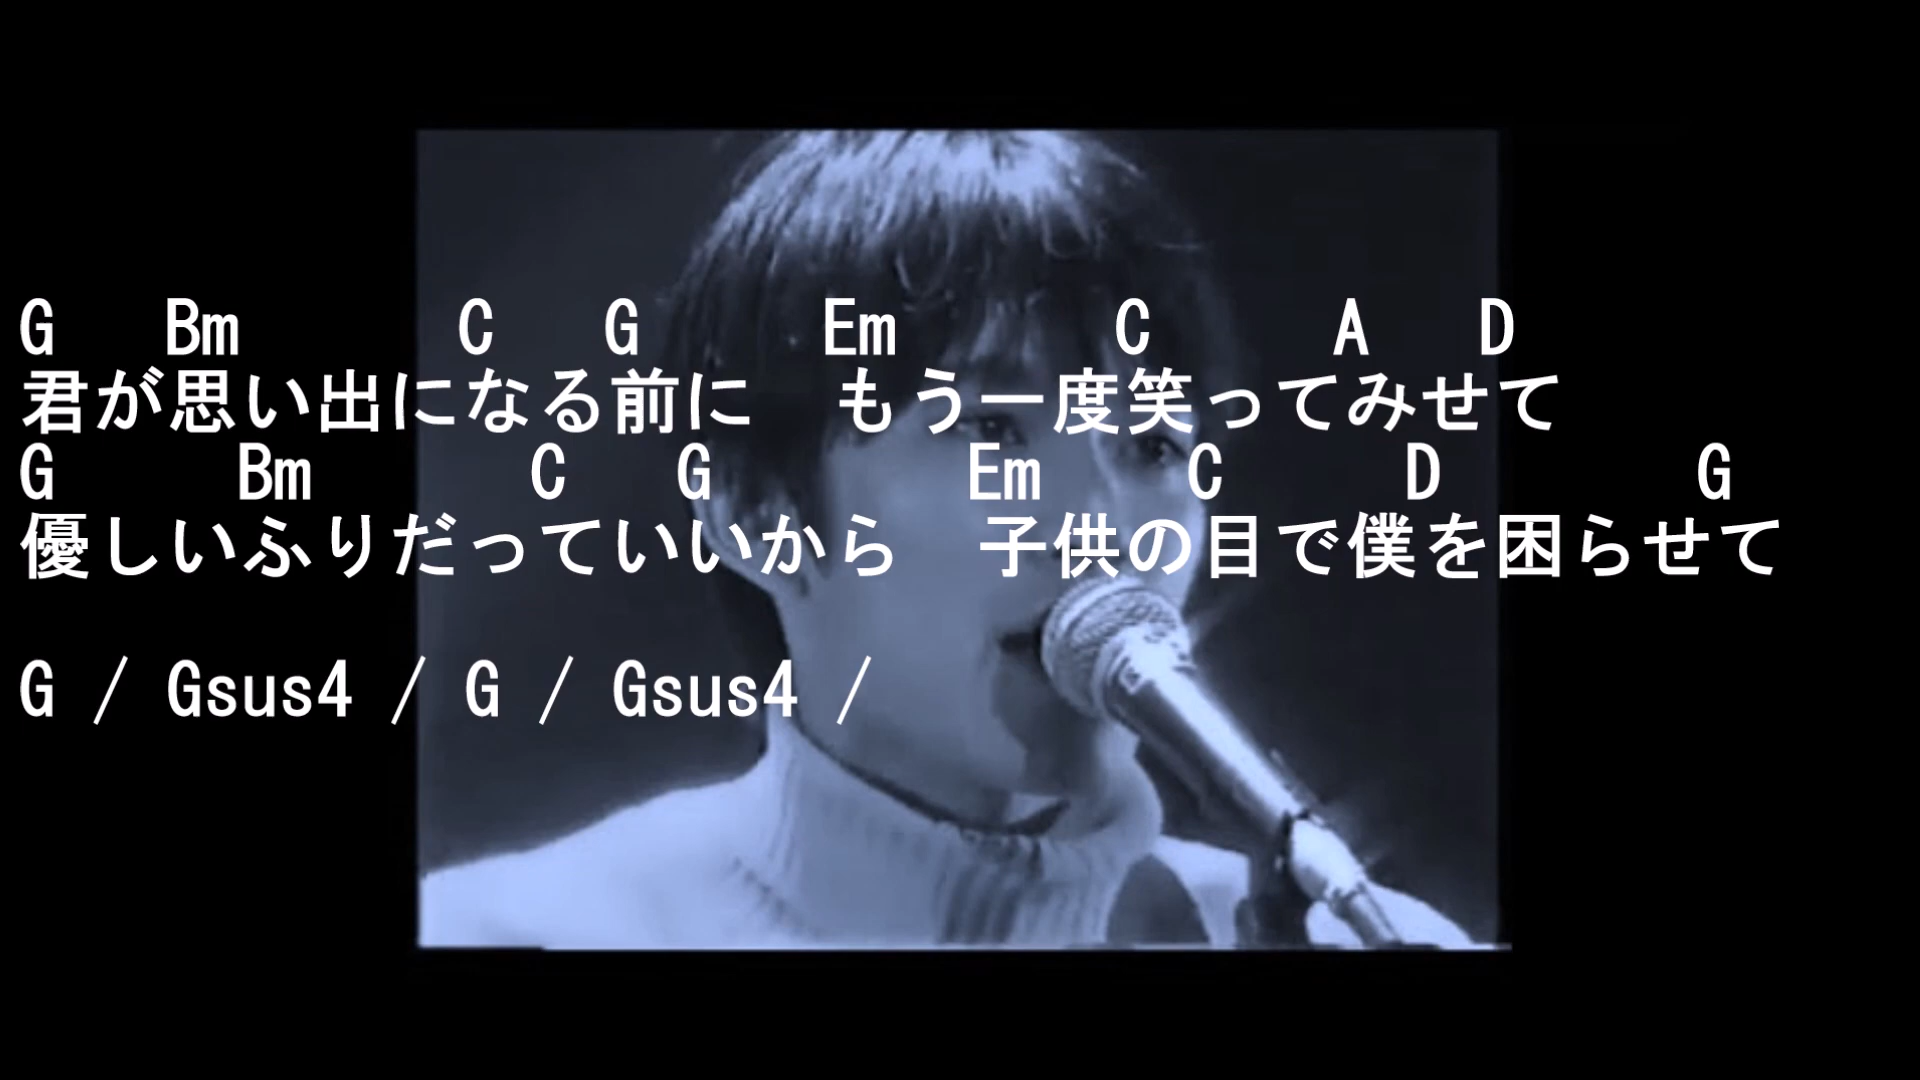 G Bm C G Em C A D
君が思い出になる前に　もう一度笑ってみせて
G Bm C G Em C D G
優しいふりだっていいから　子供の目で僕を困らせて
G / Gsus4 / G / Gsus4 /